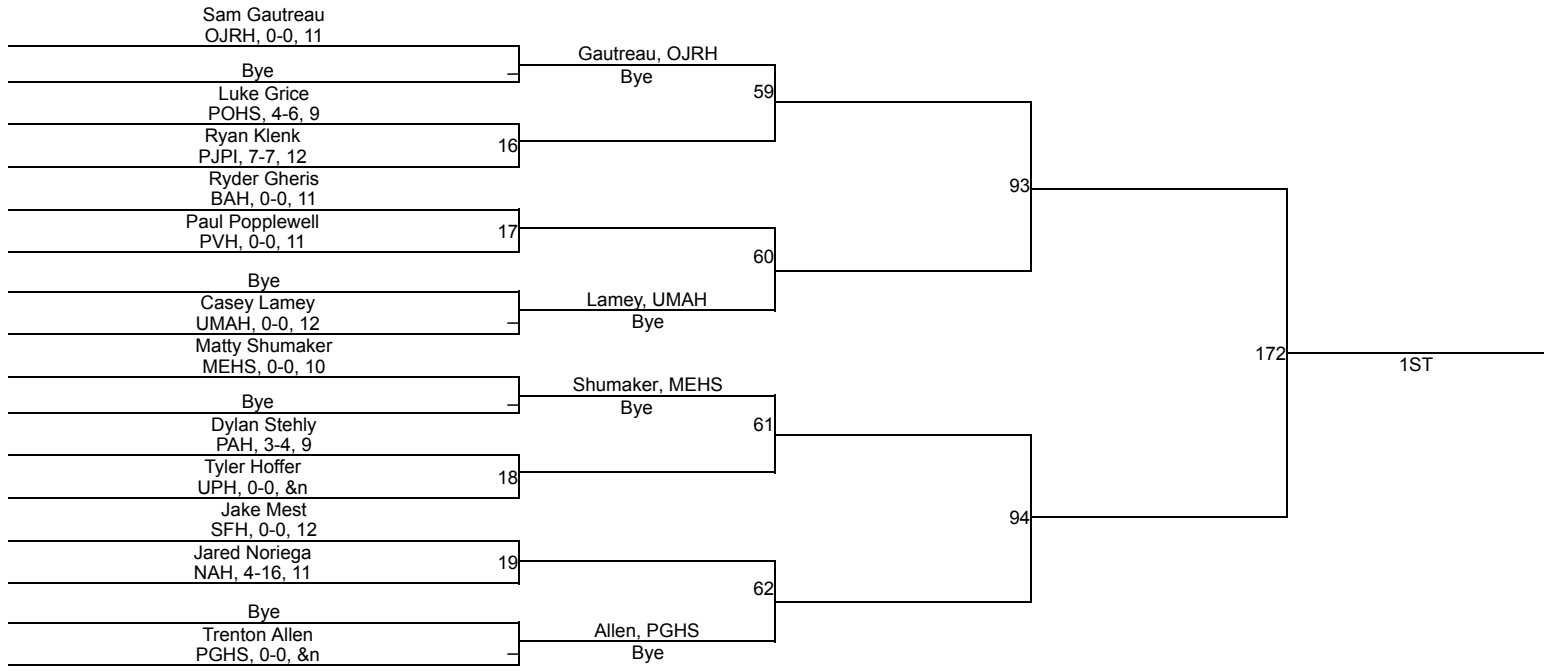 Sam Gautreau
OJRH, 0-0, 11
Bye
–
Luke Grice
POHS, 4-6, 9
Ryan Klenk
PJPI, 7-7, 12
16
Ryder Gheris
BAH, 0-0, 11
Paul Popplewell
PVH, 0-0, 11
17
Bye
Casey Lamey
UMAH, 0-0, 12
–
Matty Shumaker
MEHS, 0-0, 10
Bye
–
Dylan Stehly
PAH, 3-4, 9
Tyler Hoffer
UPH, 0-0, &n
18
Jake Mest
SFH, 0-0, 12
Jared Noriega
NAH, 4-16, 11
19
Bye
Trenton Allen
PGHS, 0-0, &n
–
Gautreau, OJRH
Bye
59
60
Lamey, UMAH
Bye
Shumaker, MEHS
Bye
61
62
Allen, PGHS
Bye
93
94
172
1ST